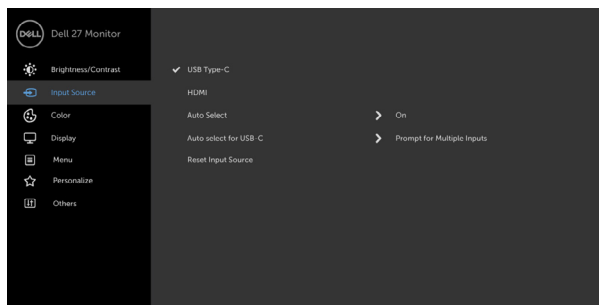 DELL Dell 27 Monitor
Brightness/Contrast
Input Source
Color
Display
Menu
Personalize
Others
USB Type-C
HDMI
Auto Select On
Auto select for USB-C Prompt for Multiple Inputs
Reset Input Source